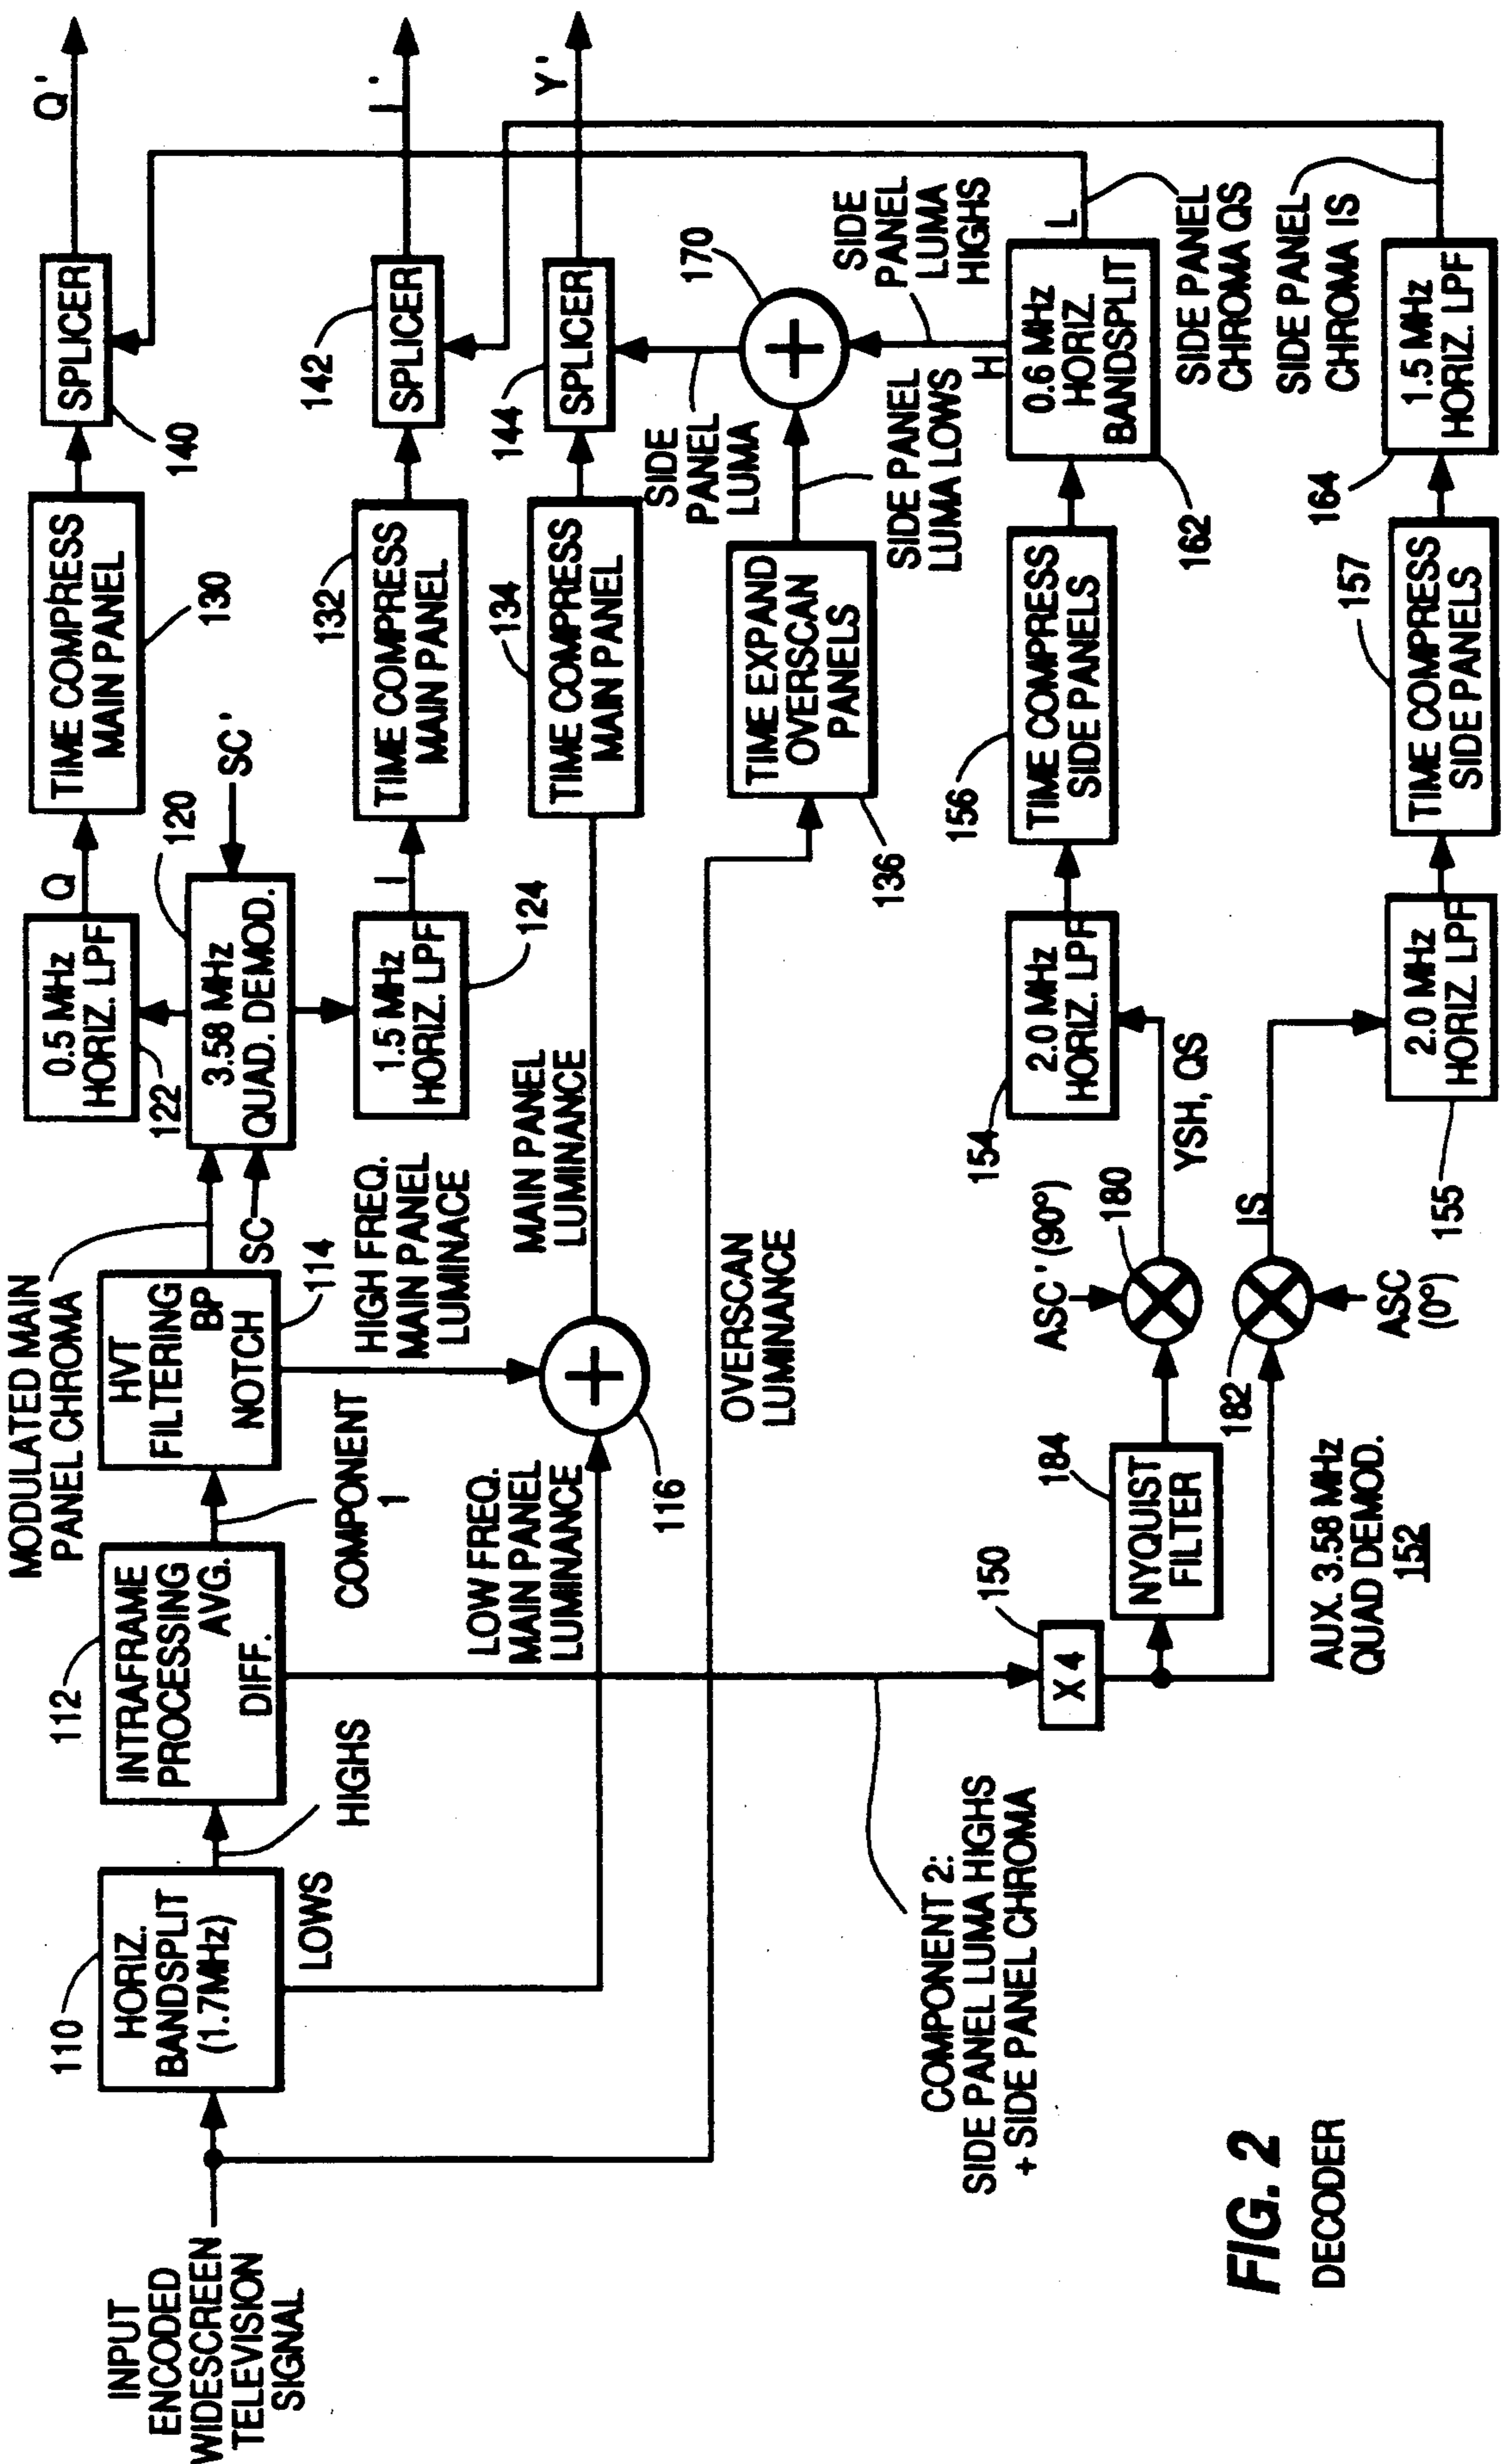 INPUT
ENCODED
WIDESCREEN
TELEVISION
SIGNAL
110
HORIZ.
BANDSPLIT
(1.7MHz)
HIGHS
LOWS
112
INTRAFRAME
PROCESSING
AVG.
DIFF.
COMPONENT
1
MODULATED MAIN
PANEL CHROMA
HVT
FILTERING
BP
NOTCH
114
SC
HIGH FREQ.
MAIN PANEL
LUMINACE
LOW FREQ.
MAIN PANEL
LUMINANCE
116
MAIN PANEL
LUMINANCE
122
0.5 MHz
HORIZ. LPF
Q
120
3.58 MHz
QUAD. DEMOD.
SC'
1.5 MHz
HORIZ. LPF
I
124
TIME COMPRESS
MAIN PANEL
130
132
TIME COMPRESS
MAIN PANEL
134
TIME COMPRESS
MAIN PANEL
SPLICER
140
Q'
142
SPLICER
I'
144
SPLICER
Y'
OVERSCAN
LUMINANCE
TIME EXPAND
OVERSCAN
PANELS
136
SIDE
PANEL
LUMA
170
SIDE PANEL
LUMA LOWS
SIDE
PANEL
LUMA
HIGHS
COMPONENT 2:
SIDE PANEL LUMA HIGHS
+ SIDE PANEL CHROMA
150
X 4
184
NYQUIST
FILTER
ASC' (90°)
180
YSH, QS
182
IS
ASC
(0°)
AUX. 3.58 MHz
QUAD DEMOD.
152
154
2.0 MHz
HORIZ. LPF
156
TIME COMPRESS
SIDE PANELS
H
L
0.6 MHz
HORIZ.
BANDSPLIT
162
SIDE PANEL
CHROMA QS
2.0 MHz
HORIZ. LPF
155
157
TIME COMPRESS
SIDE PANELS
164
1.5 MHz
HORIZ. LPF
SIDE PANEL
CHROMA IS
FIG. 2
DECODER